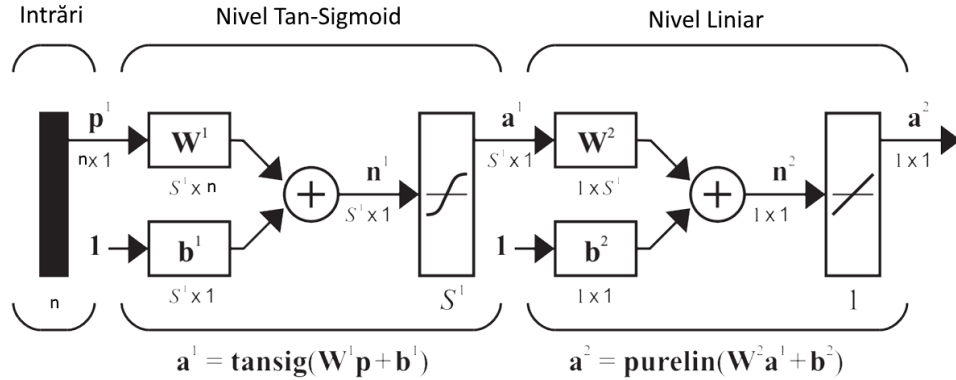 Intrări Nivel Tan-Sigmoid Nivel Liniar
p¹ W¹ n¹ a¹ W² n² a²
n x 1 S¹ x n S¹ x 1 S¹ x 1 1 x S¹ 1 x 1 1 x 1
+ +
1 b¹ 1 b²
n S¹ x 1 S¹ 1 x 1 1
a¹ = tansig(W¹p + b¹) a² = purelin(W²a¹ + b²)